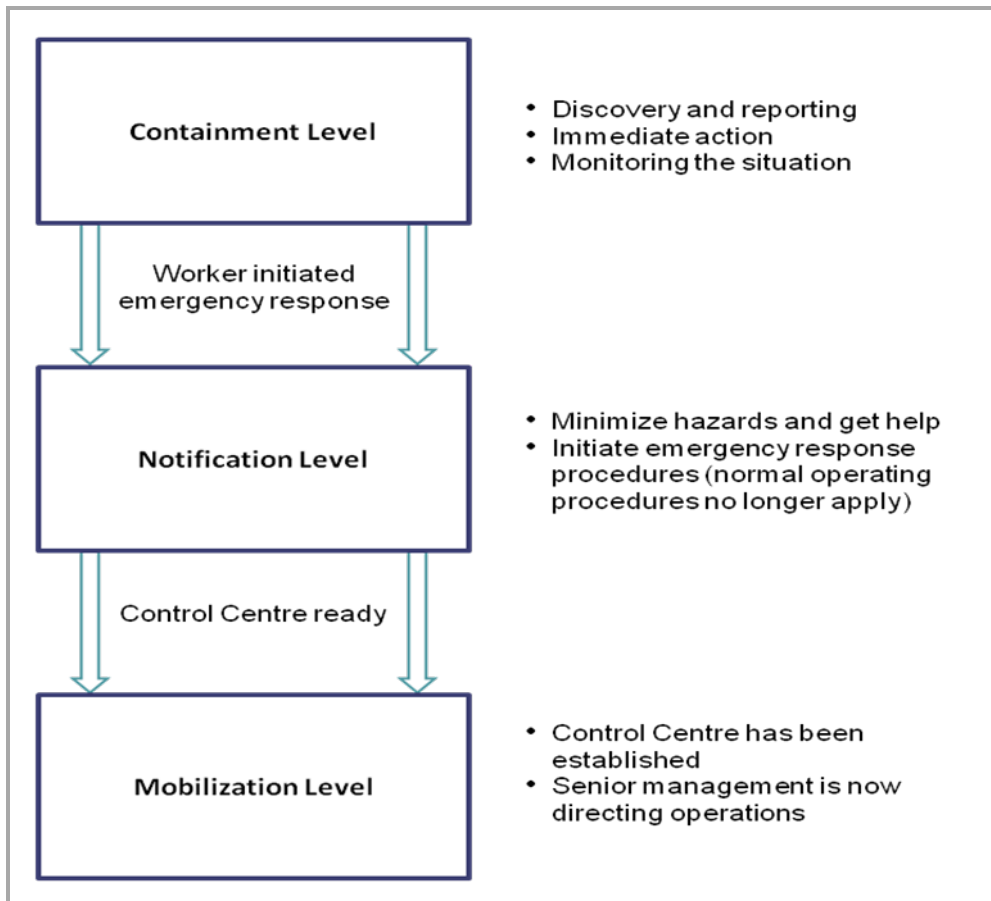 Containment Level
• Discovery and reporting
• Immediate action
• Monitoring the situation
Worker initiated
emergency response
Notification Level
• Minimize hazards and get help
• Initiate emergency response
procedures (normal operating
procedures no longer apply)
Control Centre ready
Mobilization Level
• Control Centre has been
established
• Senior management is now
directing operations